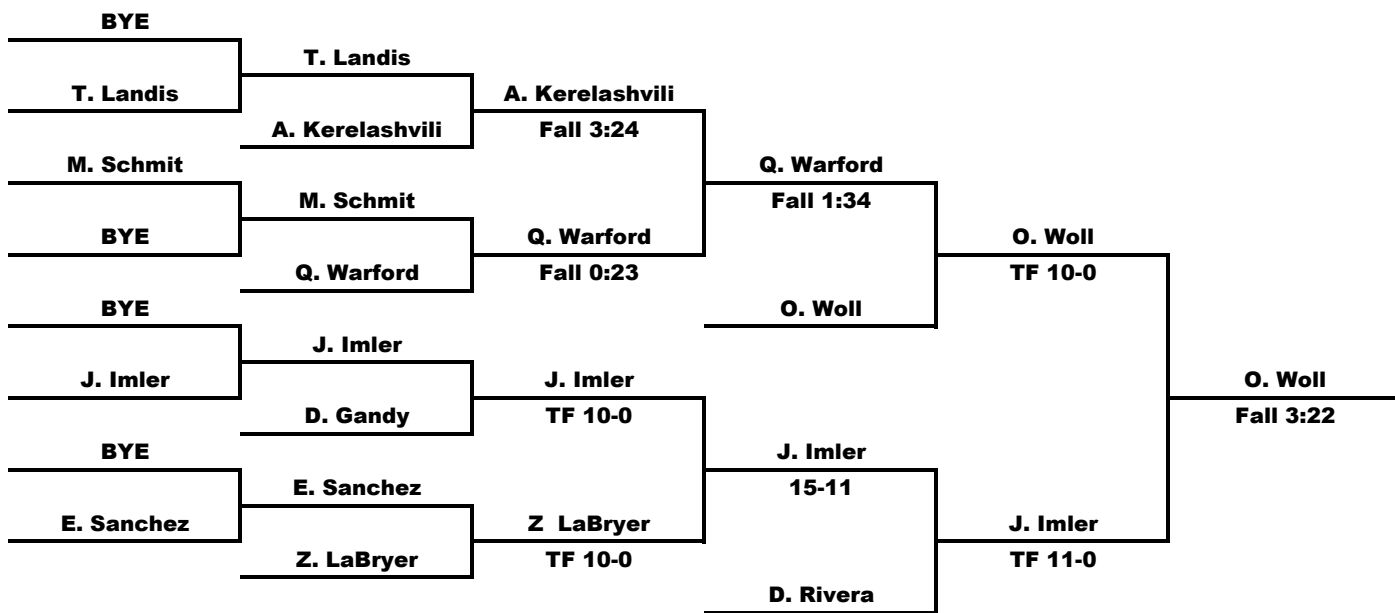 BYE
T. Landis
T. Landis
A. Kerelashvili
A. Kerelashvili
Fall 3:24
M. Schmit
Q. Warford
M. Schmit
Fall 1:34
BYE
Q. Warford
O. Woll
Q. Warford
Fall 0:23
TF 10-0
BYE
O. Woll
J. Imler
J. Imler
J. Imler
O. Woll
D. Gandy
TF 10-0
Fall 3:22
BYE
J. Imler
E. Sanchez
15-11
E. Sanchez
Z LaBryer
J. Imler
Z. LaBryer
TF 10-0
TF 11-0
D. Rivera